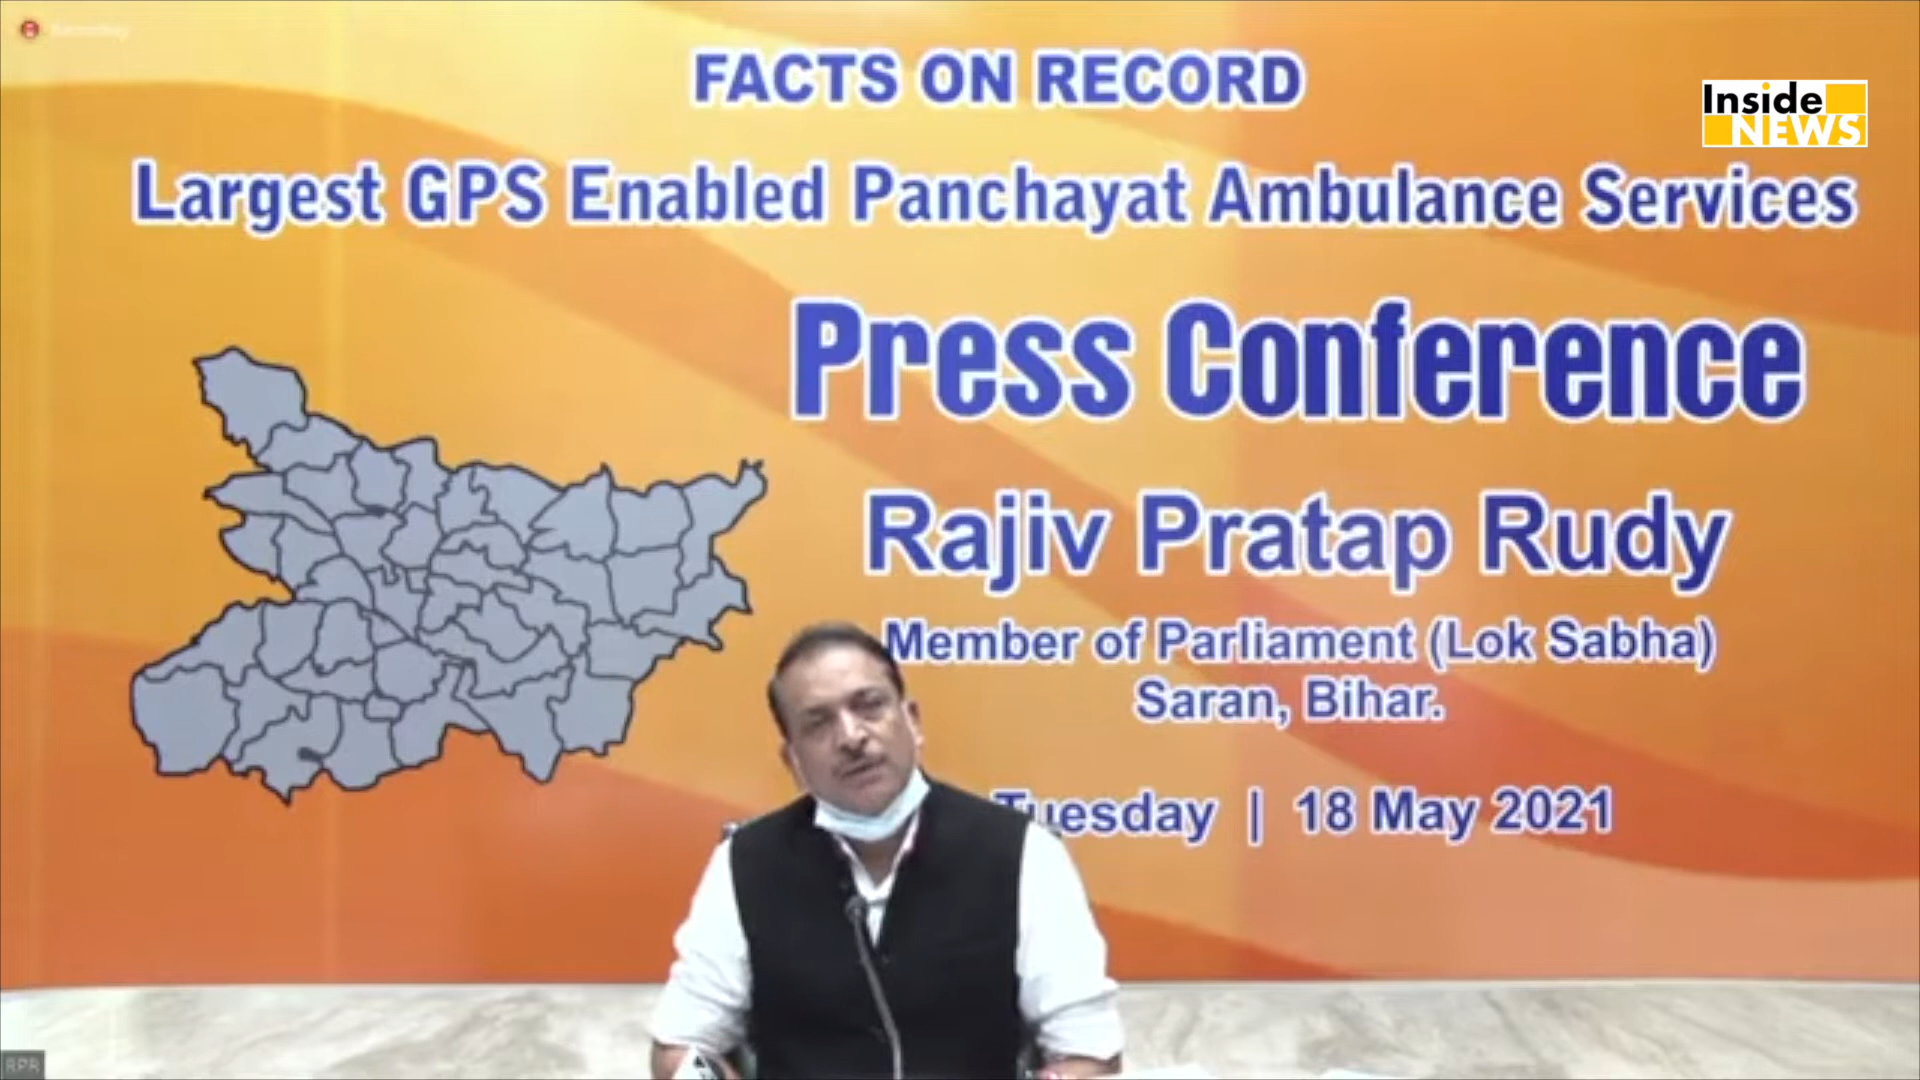 FACTS ON RECORD
Inside
NEWS
Largest GPS Enabled Panchayat Ambulance Services
Press Conference
Rajiv Pratap Rudy
Member of Parliament (Lok Sabha)
Saran, Bihar.
Tuesday | 18 May 2021
RPR